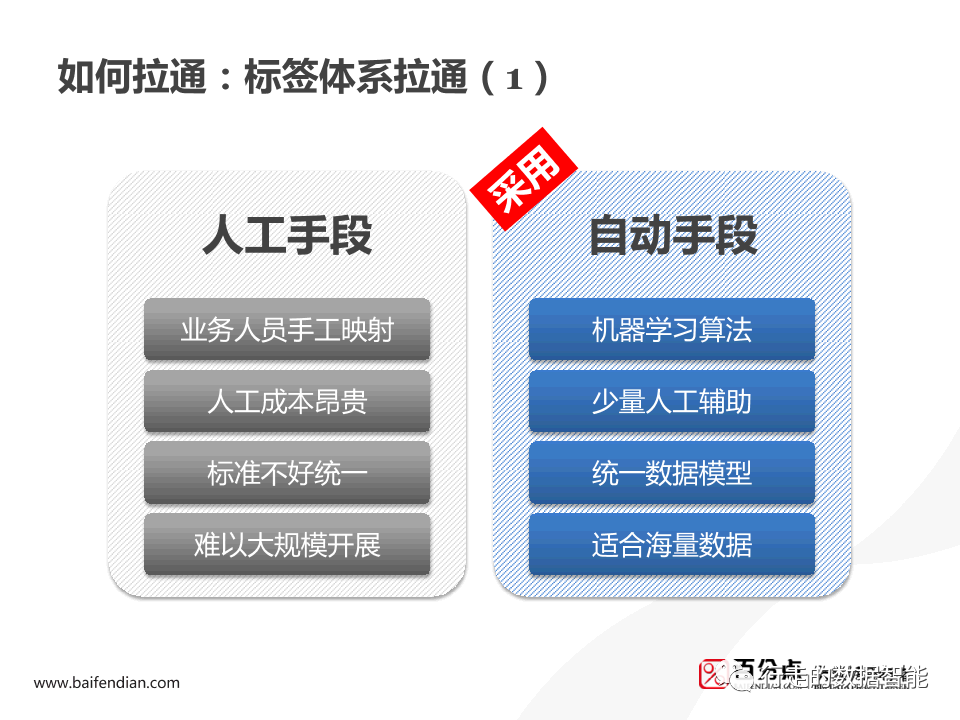 如何拉通：标签体系拉通（1）
采用
人工手段
业务人员手工映射
人工成本昂贵
标准不好统一
难以大规模开展
自动手段
机器学习算法
少量人工辅助
统一数据模型
适合海量数据
www.baifendian.com
百分点
的数据智能